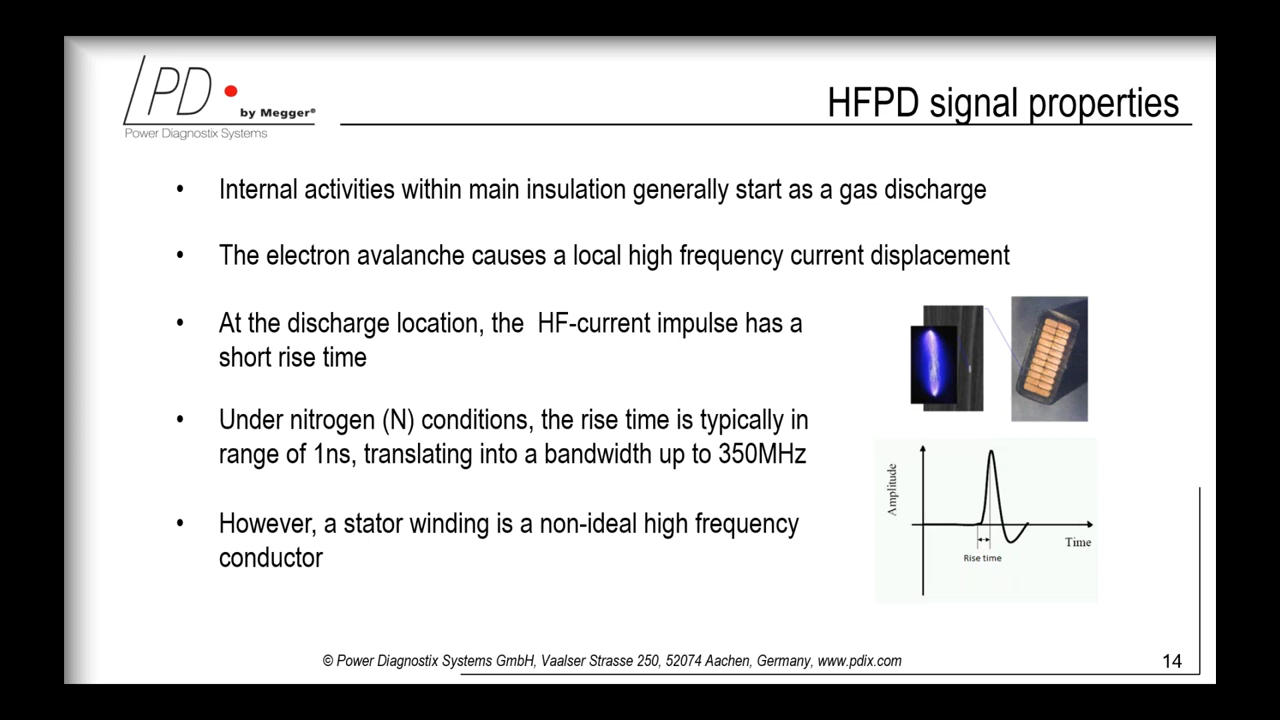 PD
by Megger®
Power Diagnostix Systems
HFPD signal properties
• Internal activities within main insulation generally start as a gas discharge
• The electron avalanche causes a local high frequency current displacement
• At the discharge location, the HF-current impulse has a
short rise time
• Under nitrogen (N) conditions, the rise time is typically in
range of 1ns, translating into a bandwidth up to 350MHz
• However, a stator winding is a non-ideal high frequency
conductor
Amplitude
Time
Rise time
© Power Diagnostix Systems GmbH, Vaalser Strasse 250, 52074 Aachen, Germany, www.pdix.com
14